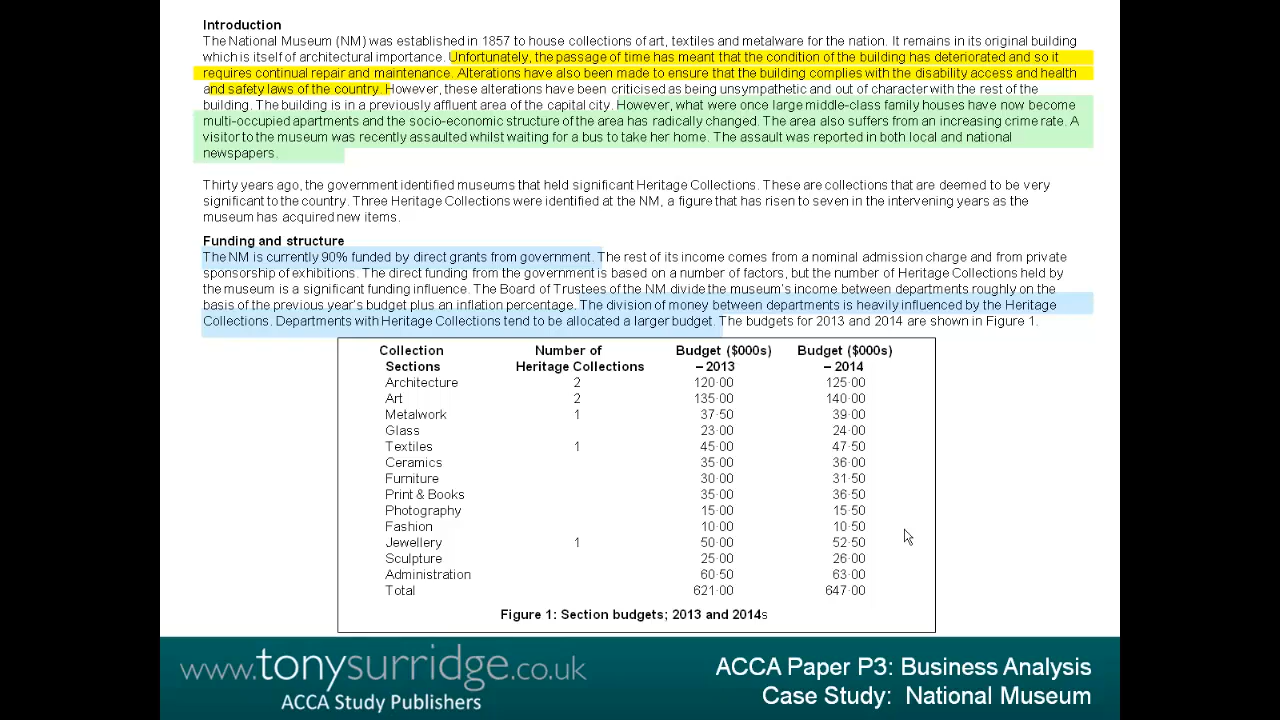 Introduction
The National Museum (NM) was established in 1857 to house collections of art, textiles and metalware for the nation. It remains in its original building
which is itself of architectural importance. Unfortunately, the passage of time has meant that the condition of the building has deteriorated and so it
requires continual repair and maintenance. Alterations have also been made to ensure that the building complies with the disability access and health
and safety laws of the country. However, these alterations have been criticised as being unsympathetic and out of character with the rest of the
building. The building is in a previously affluent area of the capital city. However, what were once large middle-class family houses have now become
multi-occupied apartments and the socio-economic structure of the area has radically changed. The area also suffers from an increasing crime rate. A
visitor to the museum was recently assaulted whilst waiting for a bus to take her home. The assault was reported in both local and national
newspapers.
Thirty years ago, the government identified museums that held significant Heritage Collections. These are collections that are deemed to be very
significant to the country. Three Heritage Collections were identified at the NM, a figure that has risen to seven in the intervening years as the
museum has acquired new items.
Funding and structure
The NM is currently 90% funded by direct grants from government. The rest of its income comes from a nominal admission charge and from private
sponsorship of exhibitions. The direct funding from the government is based on a number of factors, but the number of Heritage Collections held by
the museum is a significant funding influence. The Board of Trustees of the NM divide the museum's income between departments roughly on the
basis of the previous year's budget plus an inflation percentage. The division of money between departments is heavily influenced by the Heritage
Collections. Departments with Heritage Collections tend to be allocated a larger budget. The budgets for 2013 and 2014 are shown in Figure 1.
Collection Number of Budget ($000s) Budget ($000s)
Sections Heritage Collections – 2013 – 2014
Architecture 2 120·00 125·00
Art 2 135·00 140·00
Metalwork 1 37·50 39·00
Glass 23·00 24·00
Textiles 1 45·00 47·50
Ceramics 35·00 36·00
Furniture 30·00 31·50
Print & Books 35·00 36·50
Photography 15·00 15·50
Fashion 10·00 10·50
Jewellery 1 50·00 52·50
Sculpture 25·00 26·00
Administration 60·50 63·00
Total 621·00 647·00
Figure 1: Section budgets; 2013 and 2014s
www.tonysurridge.co.uk
ACCA Study Publishers
ACCA Paper P3: Business Analysis
Case Study: National Museum